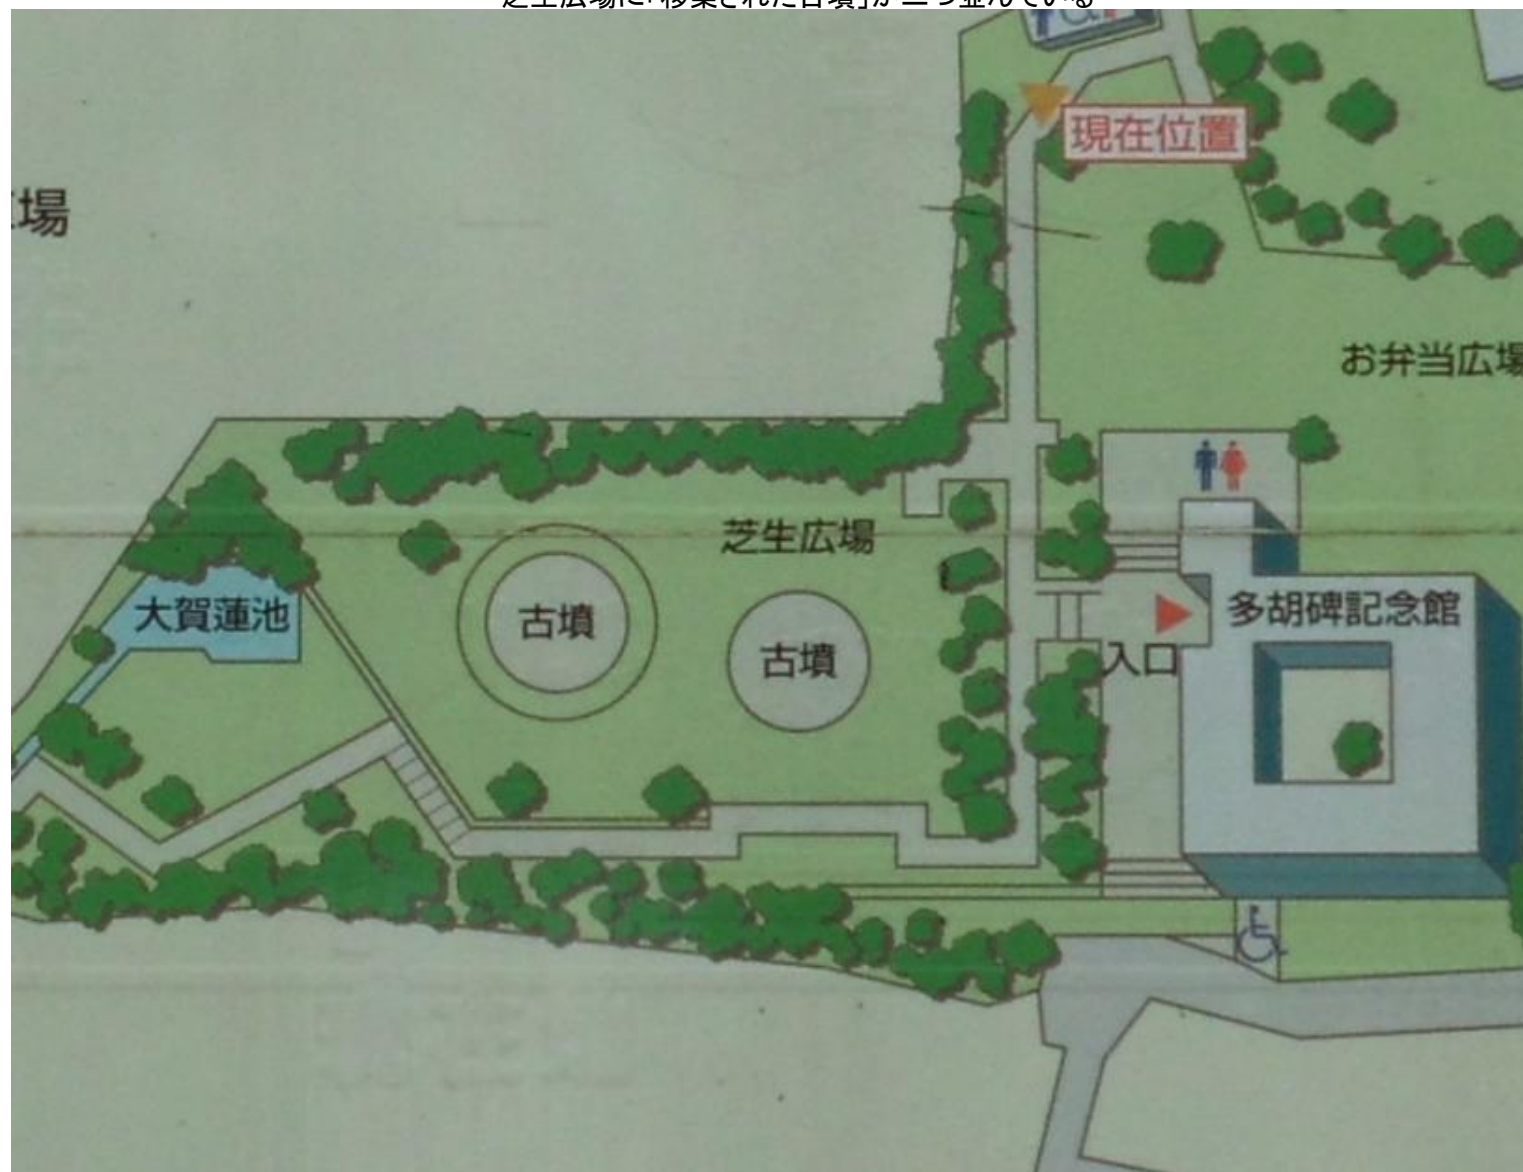 芝生広場に「移築された古墳」が二つ並んでいる
現在位置
場
お弁当広場
芝生広場
大賀蓮池
古墳
古墳
多胡碑記念館
入口